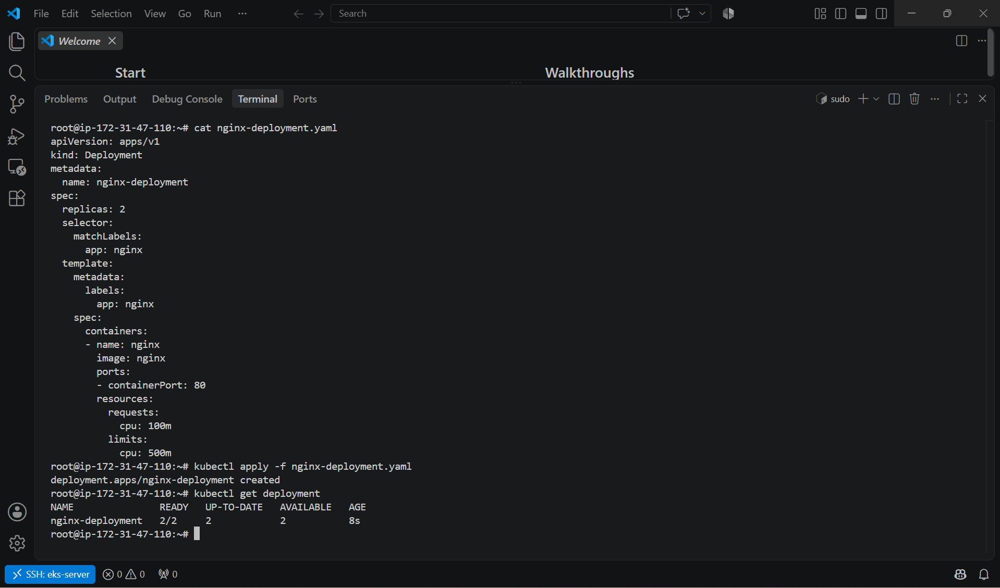 File Edit Selection View Go Run ··· Search
Welcome
Start Walkthroughs
Problems Output Debug Console Terminal Ports sudo
root@ip-172-31-47-110:~# cat nginx-deployment.yaml
apiVersion: apps/v1
kind: Deployment
metadata:
  name: nginx-deployment
spec:
  replicas: 2
  selector:
    matchLabels:
      app: nginx
  template:
    metadata:
      labels:
        app: nginx
    spec:
      containers:
      - name: nginx
        image: nginx
        ports:
        - containerPort: 80
        resources:
          requests:
            cpu: 100m
          limits:
            cpu: 500m
root@ip-172-31-47-110:~# kubectl apply -f nginx-deployment.yaml
deployment.apps/nginx-deployment created
root@ip-172-31-47-110:~# kubectl get deployment
NAME               READY   UP-TO-DATE   AVAILABLE   AGE
nginx-deployment   2/2     2            2           8s
root@ip-172-31-47-110:~#
SSH: eks-server 0 0 0